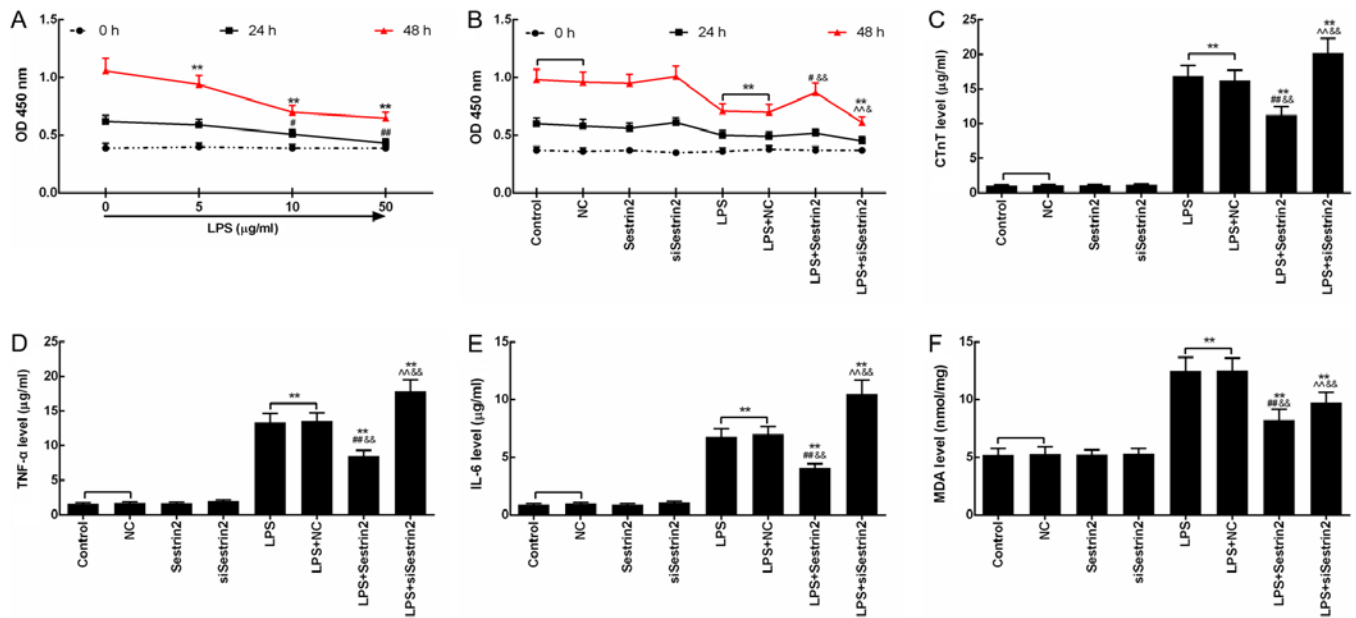 A
0 h
24 h
48 h
1.5
1.0
0.5
0.0
OD 450 nm
**
**
#
**
##
0
5
10
50
LPS (μg/ml)
B
0 h
24 h
48 h
1.5
1.0
0.5
0.0
OD 450 nm
**
# &&
**
^^&
Control
NC
Sestrin2
siSestrin2
LPS
LPS+NC
LPS+Sestrin2
LPS+siSestrin2
C
25
20
15
10
5
0
CTnT level (μg/ml)
**
**
##&&
**
^^&&
Control
NC
Sestrin2
siSestrin2
LPS
LPS+NC
LPS+Sestrin2
LPS+siSestrin2
D
25
20
15
10
5
0
TNF-α level (μg/ml)
**
**
##&&
**
^^&&
Control
NC
Sestrin2
siSestrin2
LPS
LPS+NC
LPS+Sestrin2
LPS+siSestrin2
E
15
10
5
0
IL-6 level (μg/ml)
**
**
##&&
**
^^&&
Control
NC
Sestrin2
siSestrin2
LPS
LPS+NC
LPS+Sestrin2
LPS+siSestrin2
F
15
10
5
0
MDA level (nmol/mg)
**
**
##&&
**
^^&&
Control
NC
Sestrin2
siSestrin2
LPS
LPS+NC
LPS+Sestrin2
LPS+siSestrin2